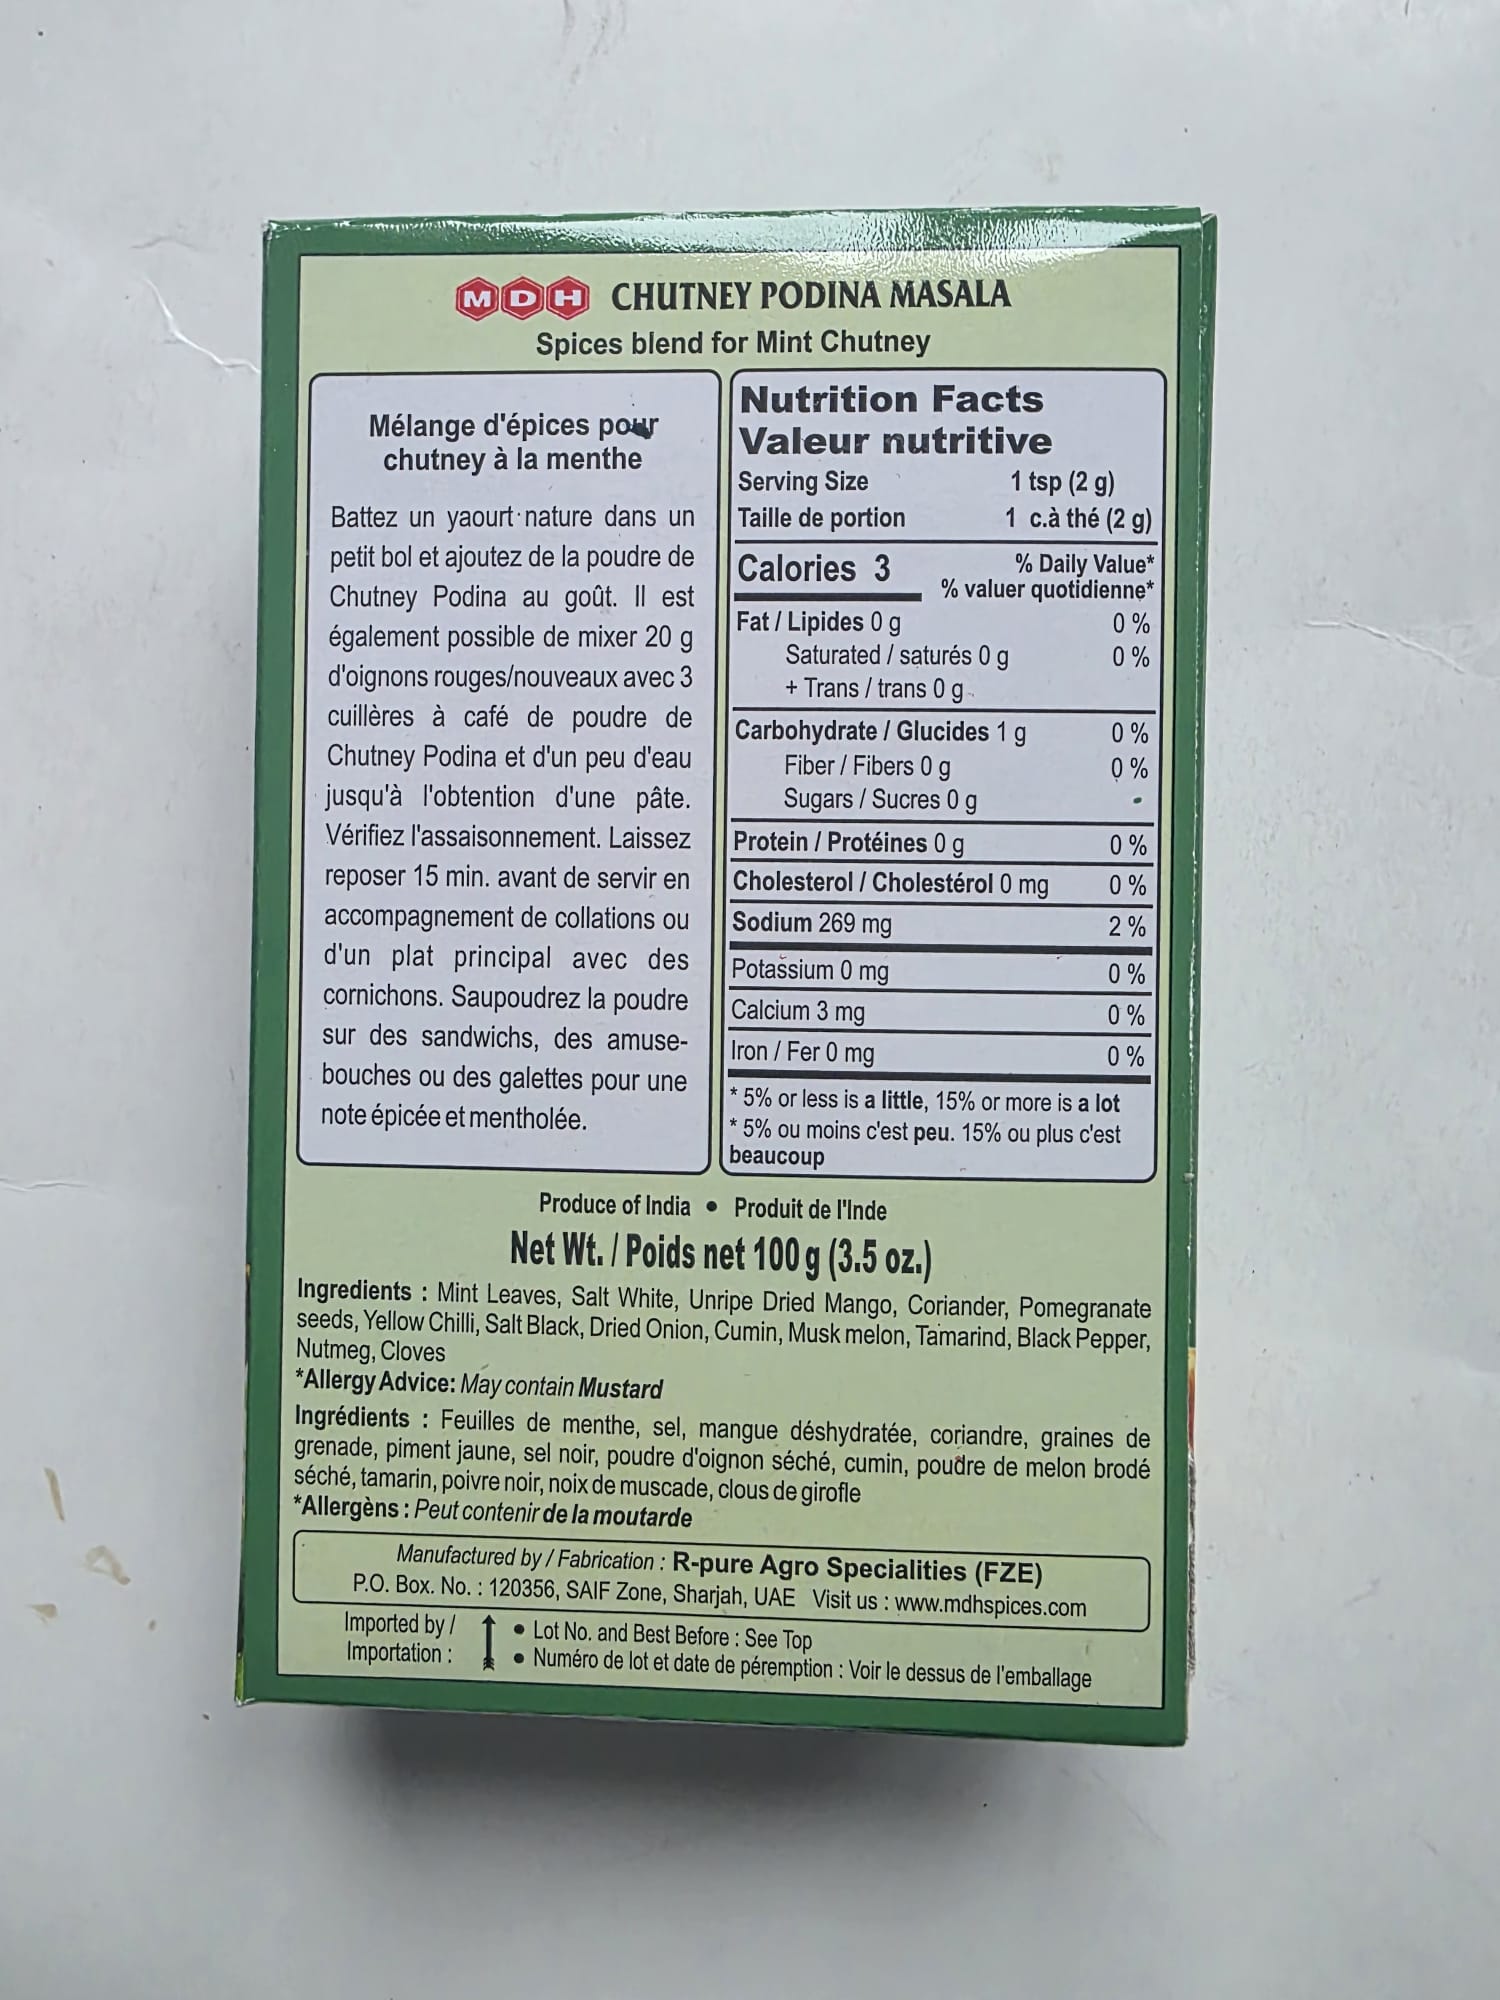 MDH CHUTNEY PODINA MASALA
Spices blend for Mint Chutney
Mélange d'épices pour
chutney à la menthe
Battez un yaourt nature dans un
petit bol et ajoutez de la poudre de
Chutney Podina au goût. Il est
également possible de mixer 20 g
d'oignons rouges/nouveaux avec 3
cuillères à café de poudre de
Chutney Podina et d'un peu d'eau
jusqu'à l'obtention d'une pâte.
Vérifiez l'assaisonnement. Laissez
reposer 15 min. avant de servir en
accompagnement de collations ou
d'un plat principal avec des
cornichons. Saupoudrez la poudre
sur des sandwichs, des amuse-
bouches ou des galettes pour une
note épicée et mentholée.
Nutrition Facts
Valeur nutritive
Serving Size 1 tsp (2 g)
Taille de portion 1 c.à thé (2 g)
Calories 3
% Daily Value*
% valuer quotidienne*
Fat / Lipides 0 g 0 %
Saturated / saturés 0 g 0 %
+ Trans / trans 0 g
Carbohydrate / Glucides 1 g 0 %
Fiber / Fibers 0 g 0 %
Sugars / Sucres 0 g
Protein / Protéines 0 g 0 %
Cholesterol / Cholestérol 0 mg 0 %
Sodium 269 mg 2 %
Potassium 0 mg 0 %
Calcium 3 mg 0 %
Iron / Fer 0 mg 0 %
* 5% or less is a little, 15% or more is a lot
* 5% ou moins c'est peu. 15% ou plus c'est
beaucoup
Produce of India • Produit de l'Inde
Net Wt. / Poids net 100 g (3.5 oz.)
Ingredients : Mint Leaves, Salt White, Unripe Dried Mango, Coriander, Pomegranate
seeds, Yellow Chilli, Salt Black, Dried Onion, Cumin, Musk melon, Tamarind, Black Pepper,
Nutmeg, Cloves
*Allergy Advice: May contain Mustard
Ingrédients : Feuilles de menthe, sel, mangue déshydratée, coriandre, graines de
grenade, piment jaune, sel noir, poudre d'oignon séché, cumin, poudre de melon brodé
séché, tamarin, poivre noir, noix de muscade, clous de girofle
*Allergèns : Peut contenir de la moutarde
Manufactured by / Fabrication : R-pure Agro Specialities (FZE)
P.O. Box. No. : 120356, SAIF Zone, Sharjah, UAE Visit us : www.mdhspices.com
Imported by /
Importation :
• Lot No. and Best Before : See Top
• Numéro de lot et date de péremption : Voir le dessus de l'emballage